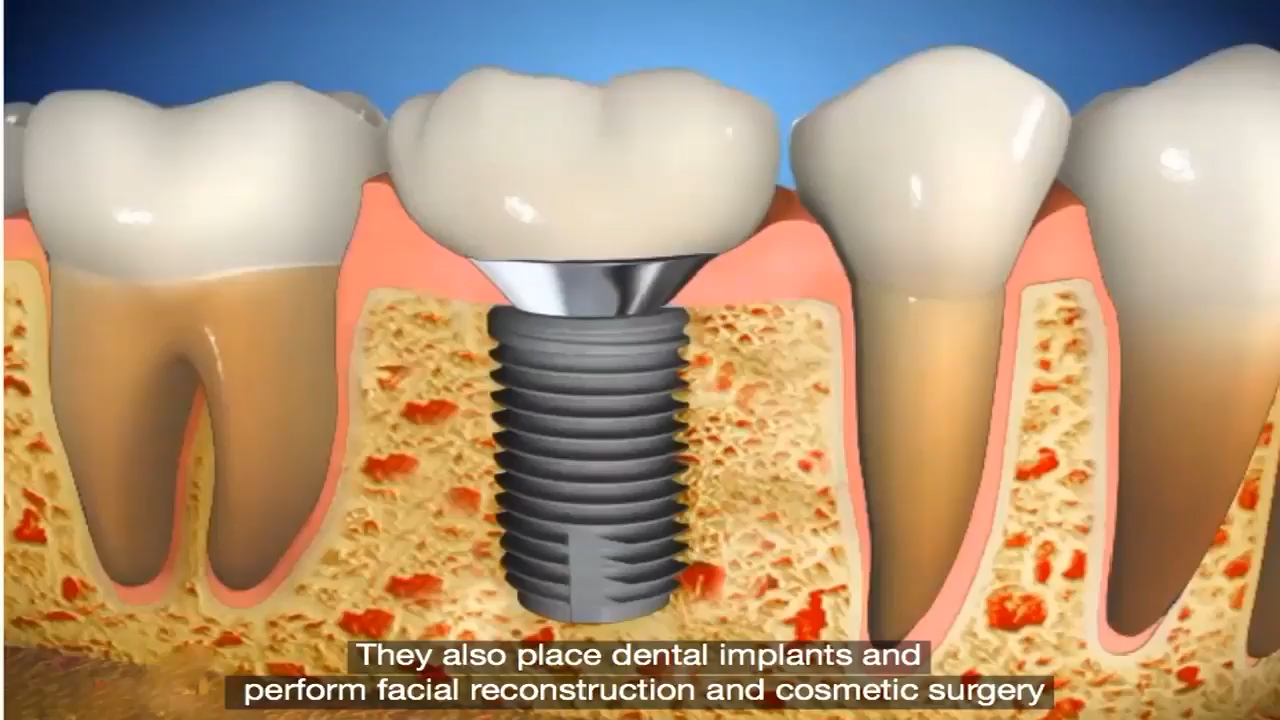 They also place dental implants and
perform facial reconstruction and cosmetic surgery